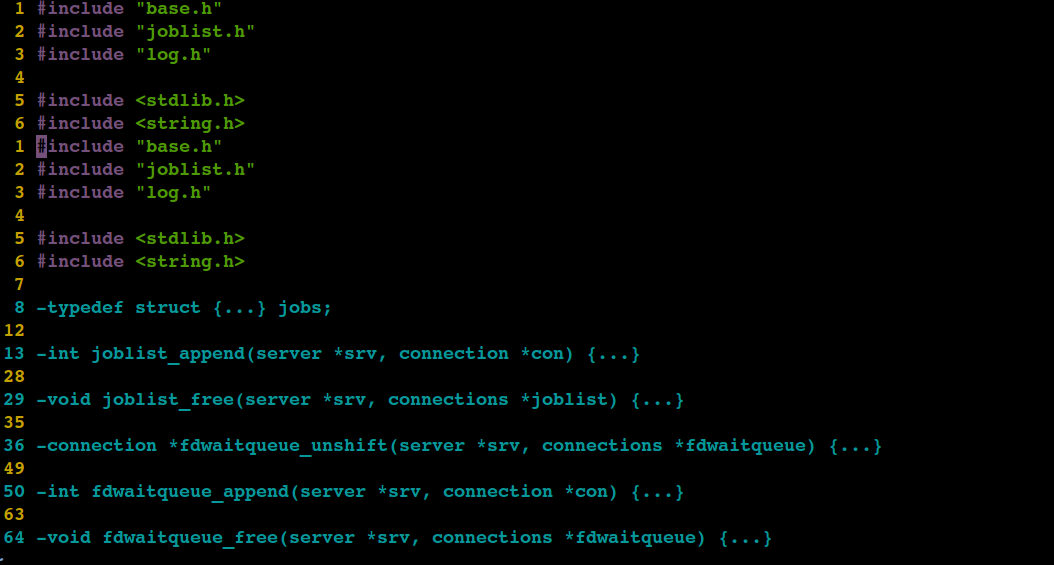 1 #include "base.h"
2 #include "joblist.h"
3 #include "log.h"
4
5 #include <stdlib.h>
6 #include <string.h>
1 #include "base.h"
2 #include "joblist.h"
3 #include "log.h"
4
5 #include <stdlib.h>
6 #include <string.h>
7
8 -typedef struct {...} jobs;
12
13 -int joblist_append(server *srv, connection *con) {...}
28
29 -void joblist_free(server *srv, connections *joblist) {...}
35
36 -connection *fdwaitqueue_unshift(server *srv, connections *fdwaitqueue) {...}
49
50 -int fdwaitqueue_append(server *srv, connection *con) {...}
63
64 -void fdwaitqueue_free(server *srv, connections *fdwaitqueue) {...}